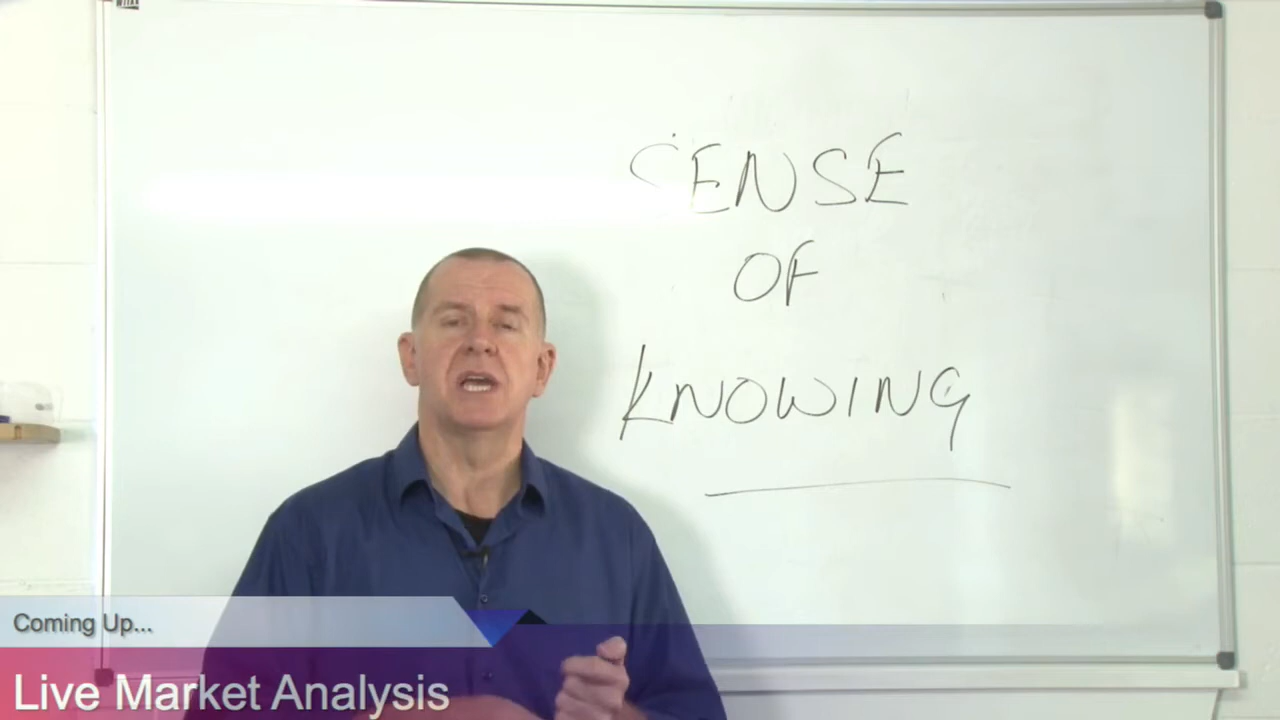 SENSE
OF
KNOWING
Coming Up...
Live Market Analysis